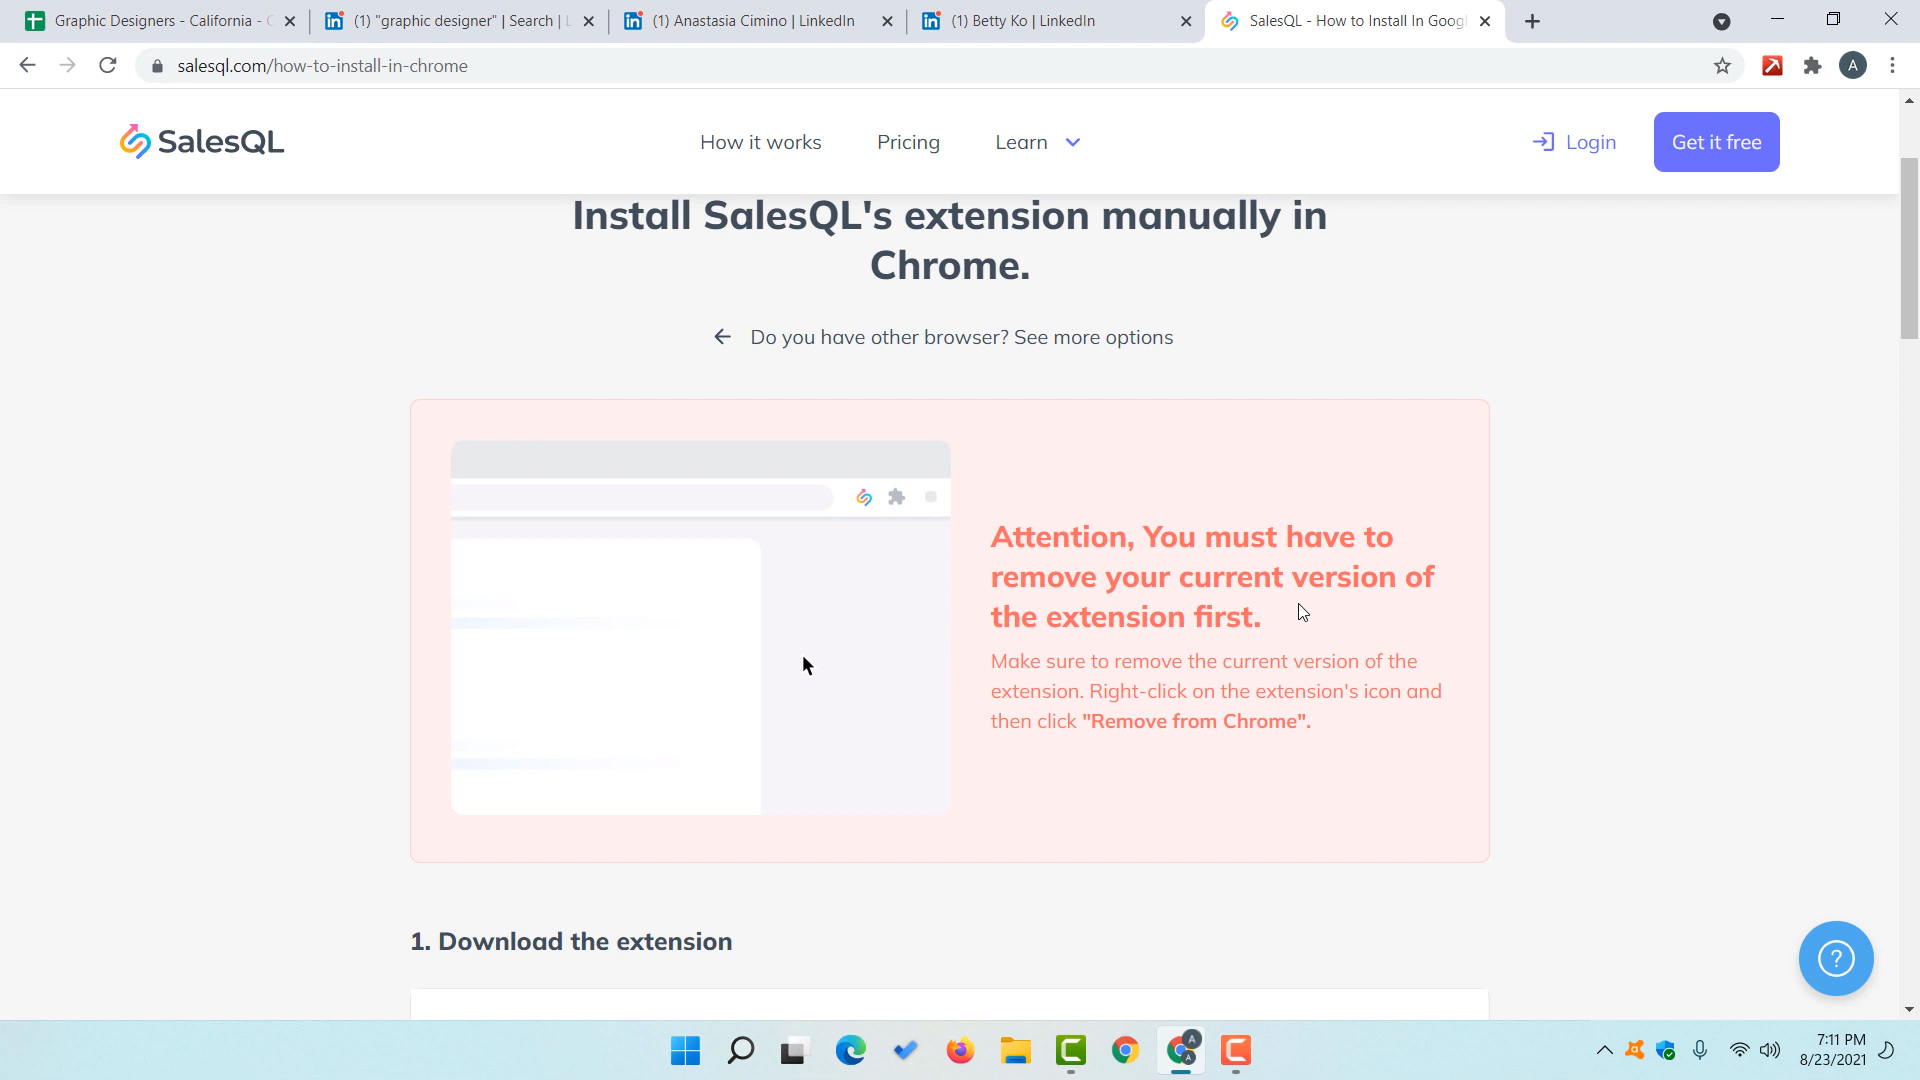 Graphic Designers - California -
(1) "graphic designer" | Search |
(1) Anastasia Cimino | LinkedIn
(1) Betty Ko | LinkedIn
SalesQL - How to Install In Goog
salesql.com/how-to-install-in-chrome
A
SalesQL
How it works
Pricing
Learn
Login
Get it free
Install SalesQL's extension manually in
Chrome.
Do you have other browser? See more options
Attention, You must have to
remove your current version of
the extension first.
Make sure to remove the current version of the
extension. Right-click on the extension's icon and
then click "Remove from Chrome".
1. Download the extension
7:11 PM
8/23/2021